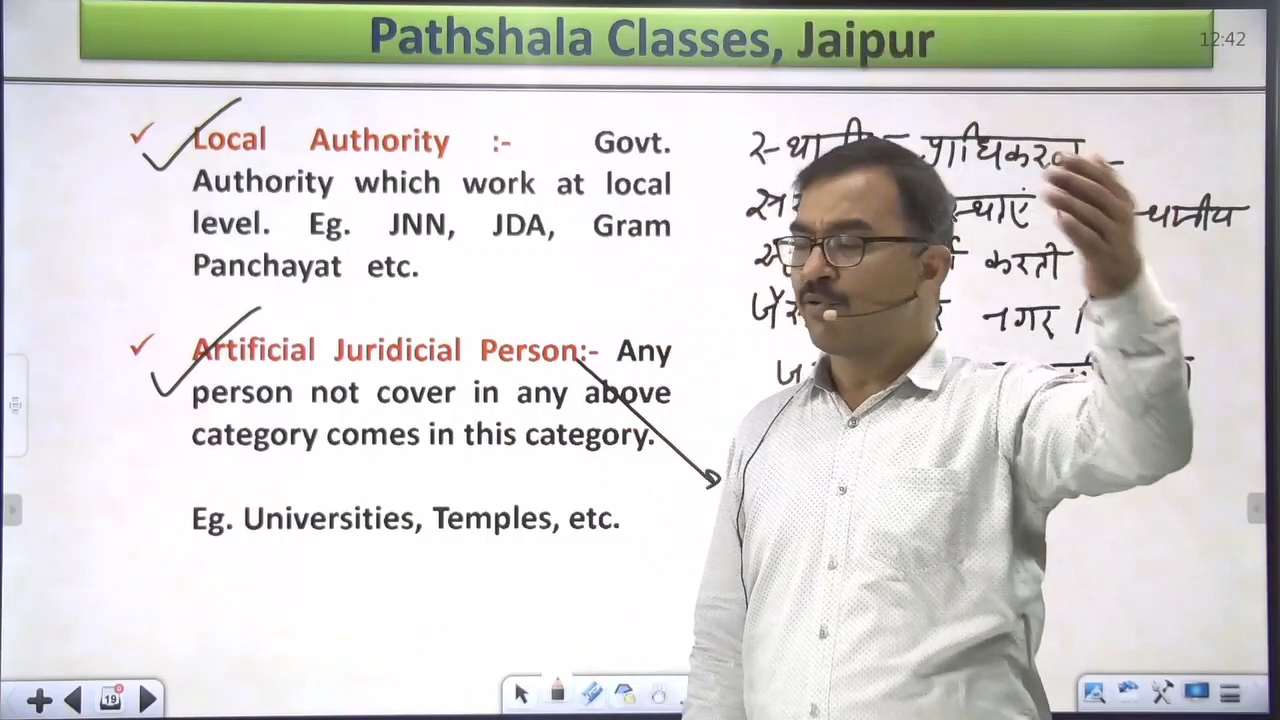 Pathshala Classes, Jaipur
12:42
Local Authority :- Govt.
Authority which work at local
level. Eg. JNN, JDA, Gram
Panchayat etc.
Artificial Juridicial Person:- Any
person not cover in any above
category comes in this category.
Eg. Universities, Temples, etc.
प्राधिकरण
स्थानीय
करती
नगर
19